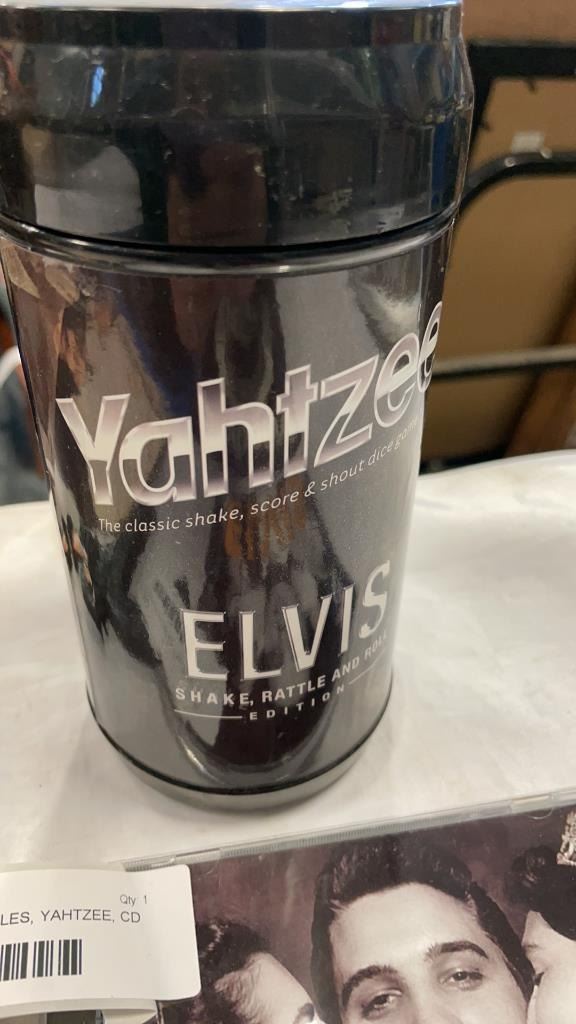 Yahtzee
The classic shake, score & shout dice game
ELVIS
SHAKE, RATTLE AND ROLL
EDITION
Qty: 1
LES, YAHTZEE, CD